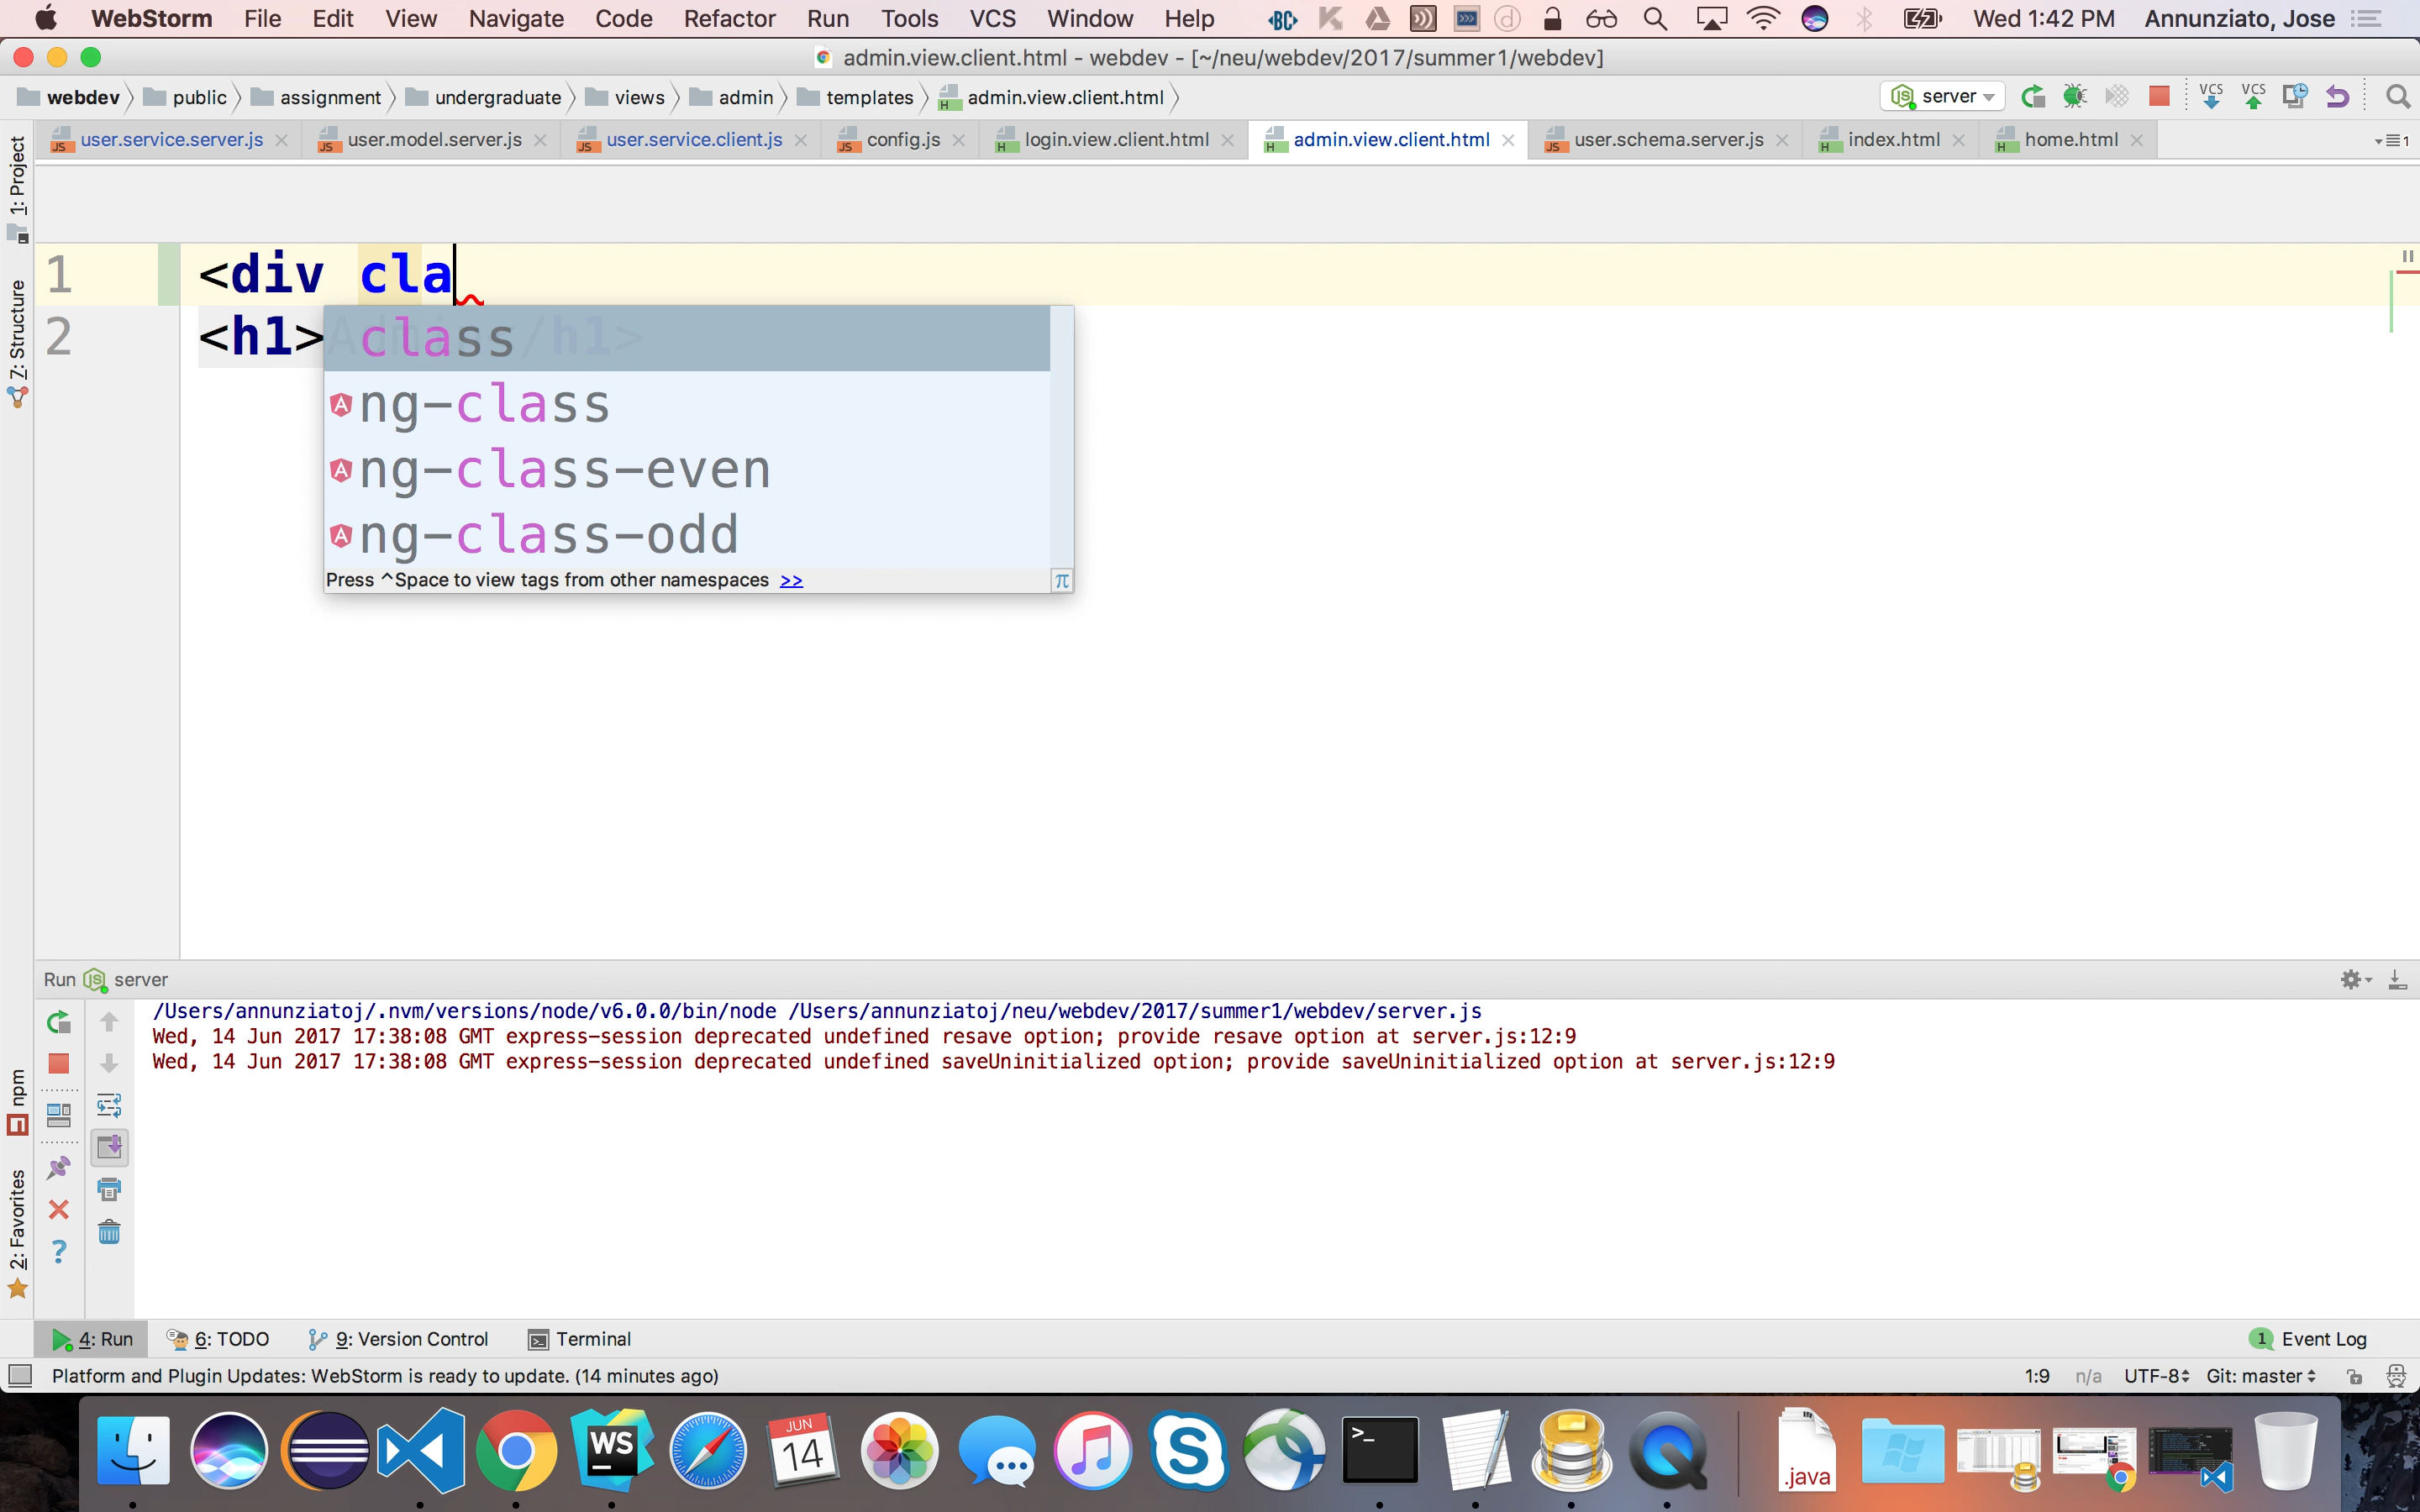 WebStorm File Edit View Navigate Code Refactor Run Tools VCS Window Help BC Wed 1:42 PM Annunziato, Jose
admin.view.client.html - webdev - [~/neu/webdev/2017/summer1/webdev]
webdev public assignment undergraduate views admin templates admin.view.client.html server VCS VCS
user.service.server.js user.model.server.js user.service.client.js config.js login.view.client.html admin.view.client.html user.schema.server.js index.html home.html 1
1: Project
7: Structure
1 <div cla
2 <h1>Admin</h1>
class
ng-class
ng-class-even
ng-class-odd
Press ^Space to view tags from other namespaces >> π
Run server
/Users/annunziatoj/.nvm/versions/node/v6.0.0/bin/node /Users/annunziatoj/neu/webdev/2017/summer1/webdev/server.js
Wed, 14 Jun 2017 17:38:08 GMT express-session deprecated undefined resave option; provide resave option at server.js:12:9
Wed, 14 Jun 2017 17:38:08 GMT express-session deprecated undefined saveUninitialized option; provide saveUninitialized option at server.js:12:9
npm
2: Favorites
4: Run 6: TODO 9: Version Control Terminal 1 Event Log
Platform and Plugin Updates: WebStorm is ready to update. (14 minutes ago) 1:9 n/a UTF-8 Git: master
WS JUN 14 S >_ .java